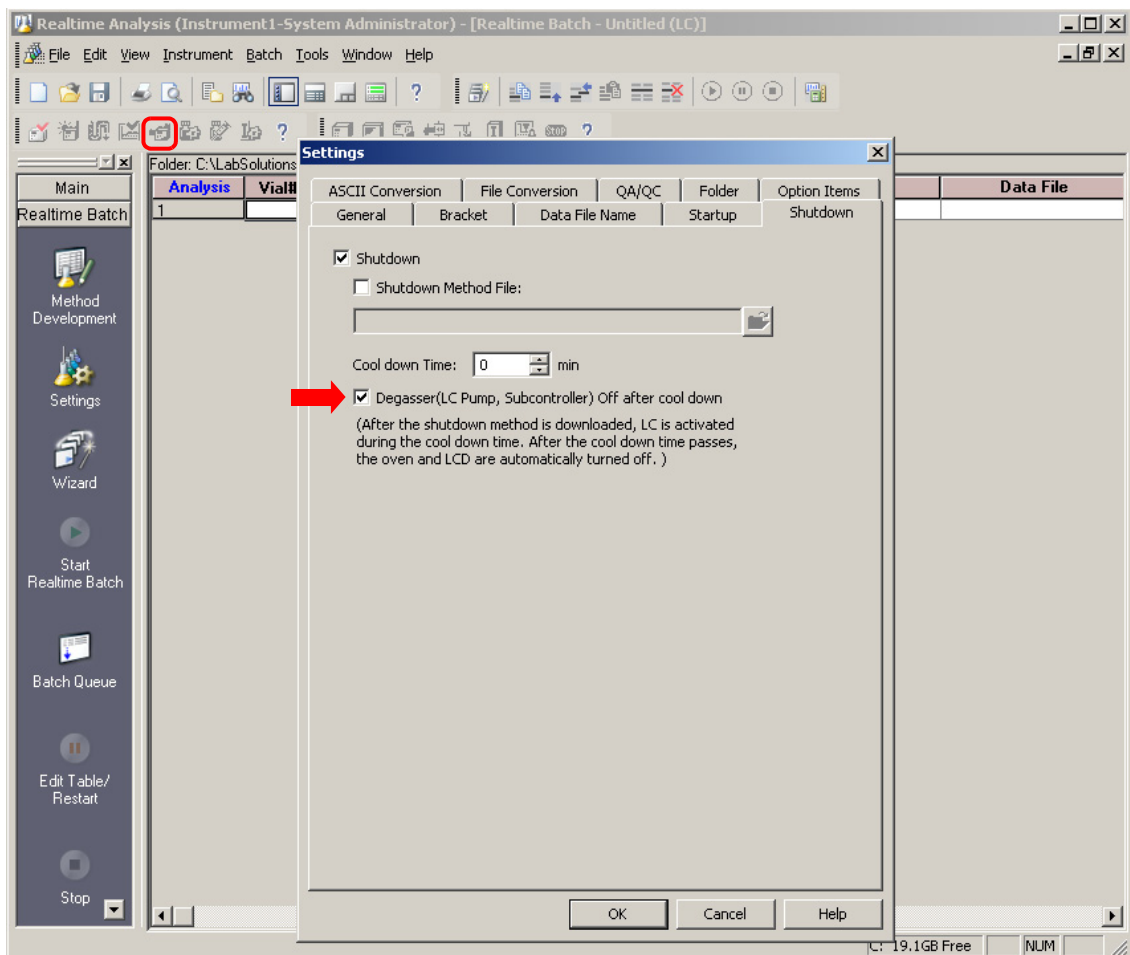 Realtime Analysis (Instrument1-System Administrator) - [Realtime Batch - Untitled (LC)]
File Edit View Instrument Batch Tools Window Help
Folder: C:\LabSolutions
Main
Realtime Batch
Analysis Vial# Data File
1
Method
Development
Settings
Wizard
Start
Realtime Batch
Batch Queue
Edit Table/
Restart
Stop
Settings
ASCII Conversion File Conversion QA/QC Folder Option Items
General Bracket Data File Name Startup Shutdown
Shutdown
Shutdown Method File:
Cool down Time: 0 min
Degasser(LC Pump, Subcontroller) Off after cool down
(After the shutdown method is downloaded, LC is activated
during the cool down time. After the cool down time passes,
the oven and LCD are automatically turned off. )
OK Cancel Help
C: 19.1GB Free NUM